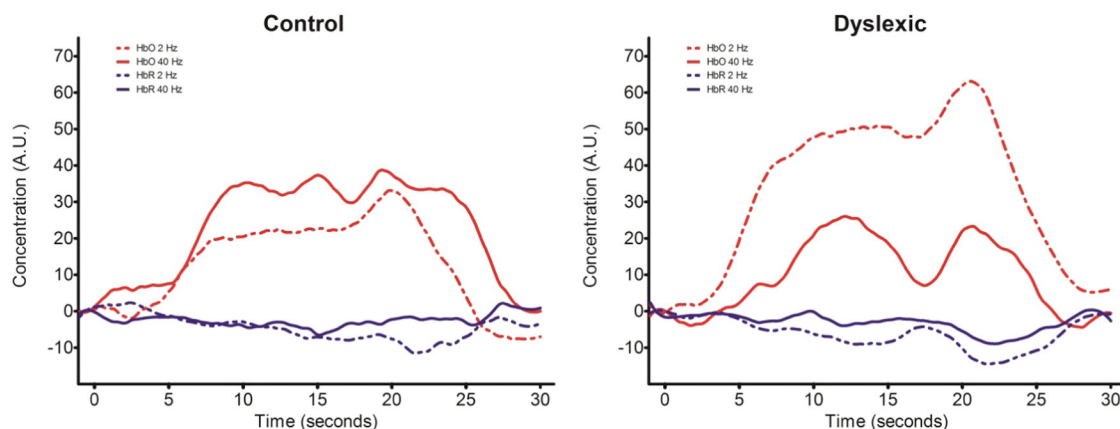 Control
Concentration (A.U.)
70
60
50
40
30
20
10
0
-10
HbO 2 Hz
HbO 40 Hz
HbR 2 Hz
HbR 40 Hz
0 5 10 15 20 25 30
Time (seconds)
Dyslexic
Concentration (A.U.)
70
60
50
40
30
20
10
0
-10
HbO 2 Hz
HbO 40 Hz
HbR 2 Hz
HbR 40 Hz
0 5 10 15 20 25 30
Time (seconds)